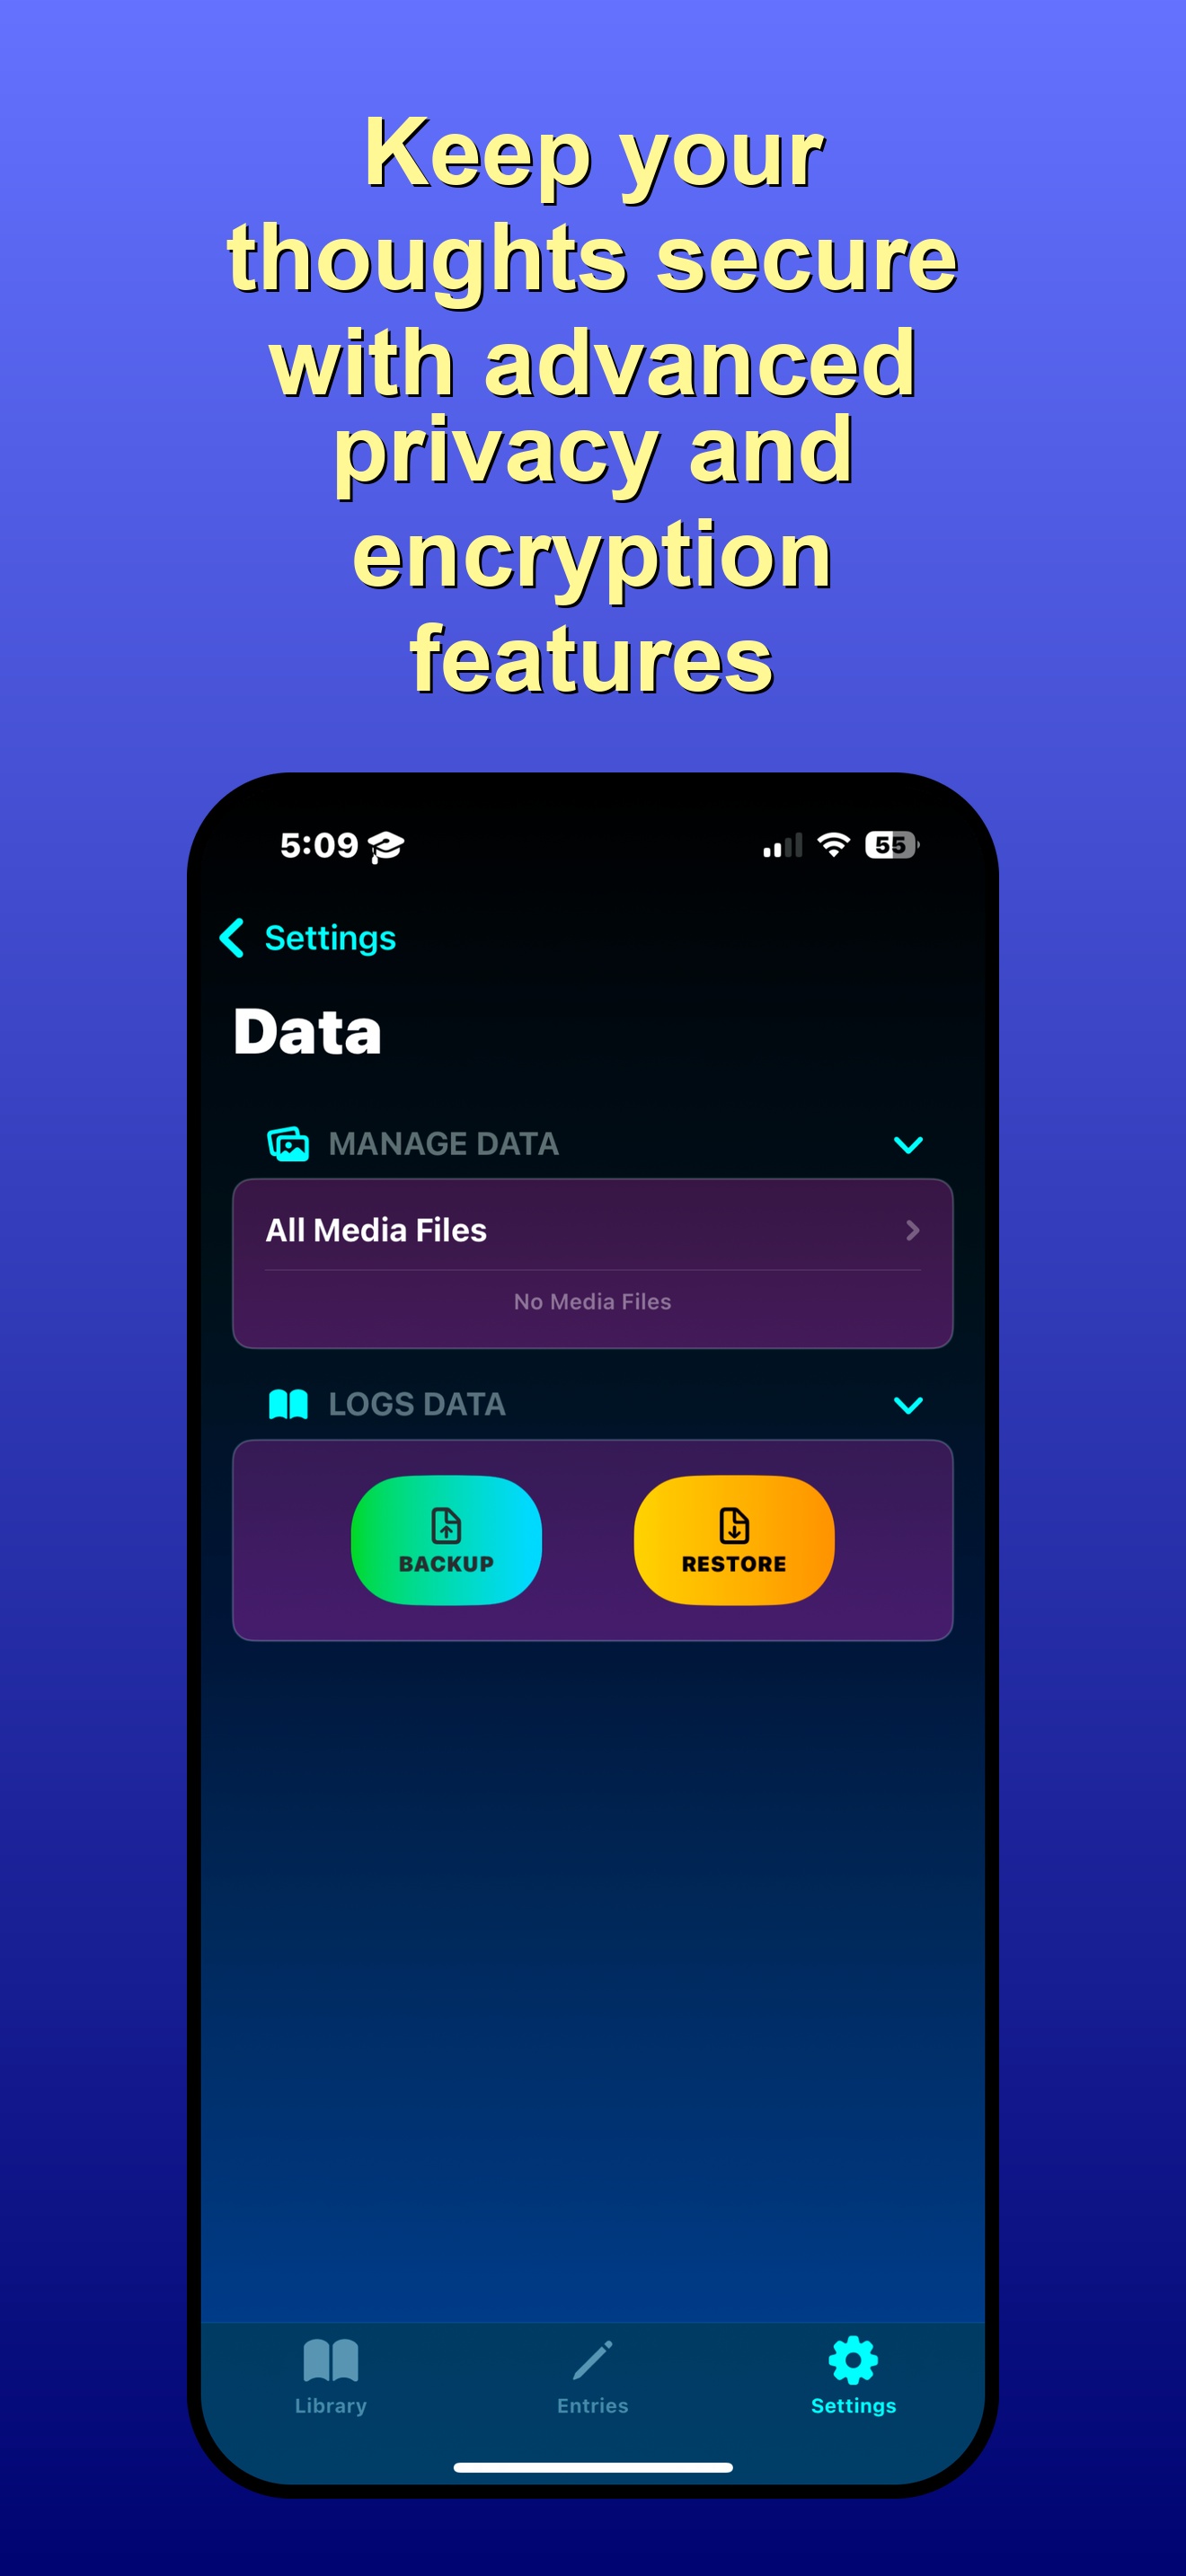 Keep your
thoughts secure
with advanced
privacy and
encryption
features
5:09
55
Settings
Data
MANAGE DATA
All Media Files
No Media Files
LOGS DATA
BACKUP
RESTORE
Library
Entries
Settings